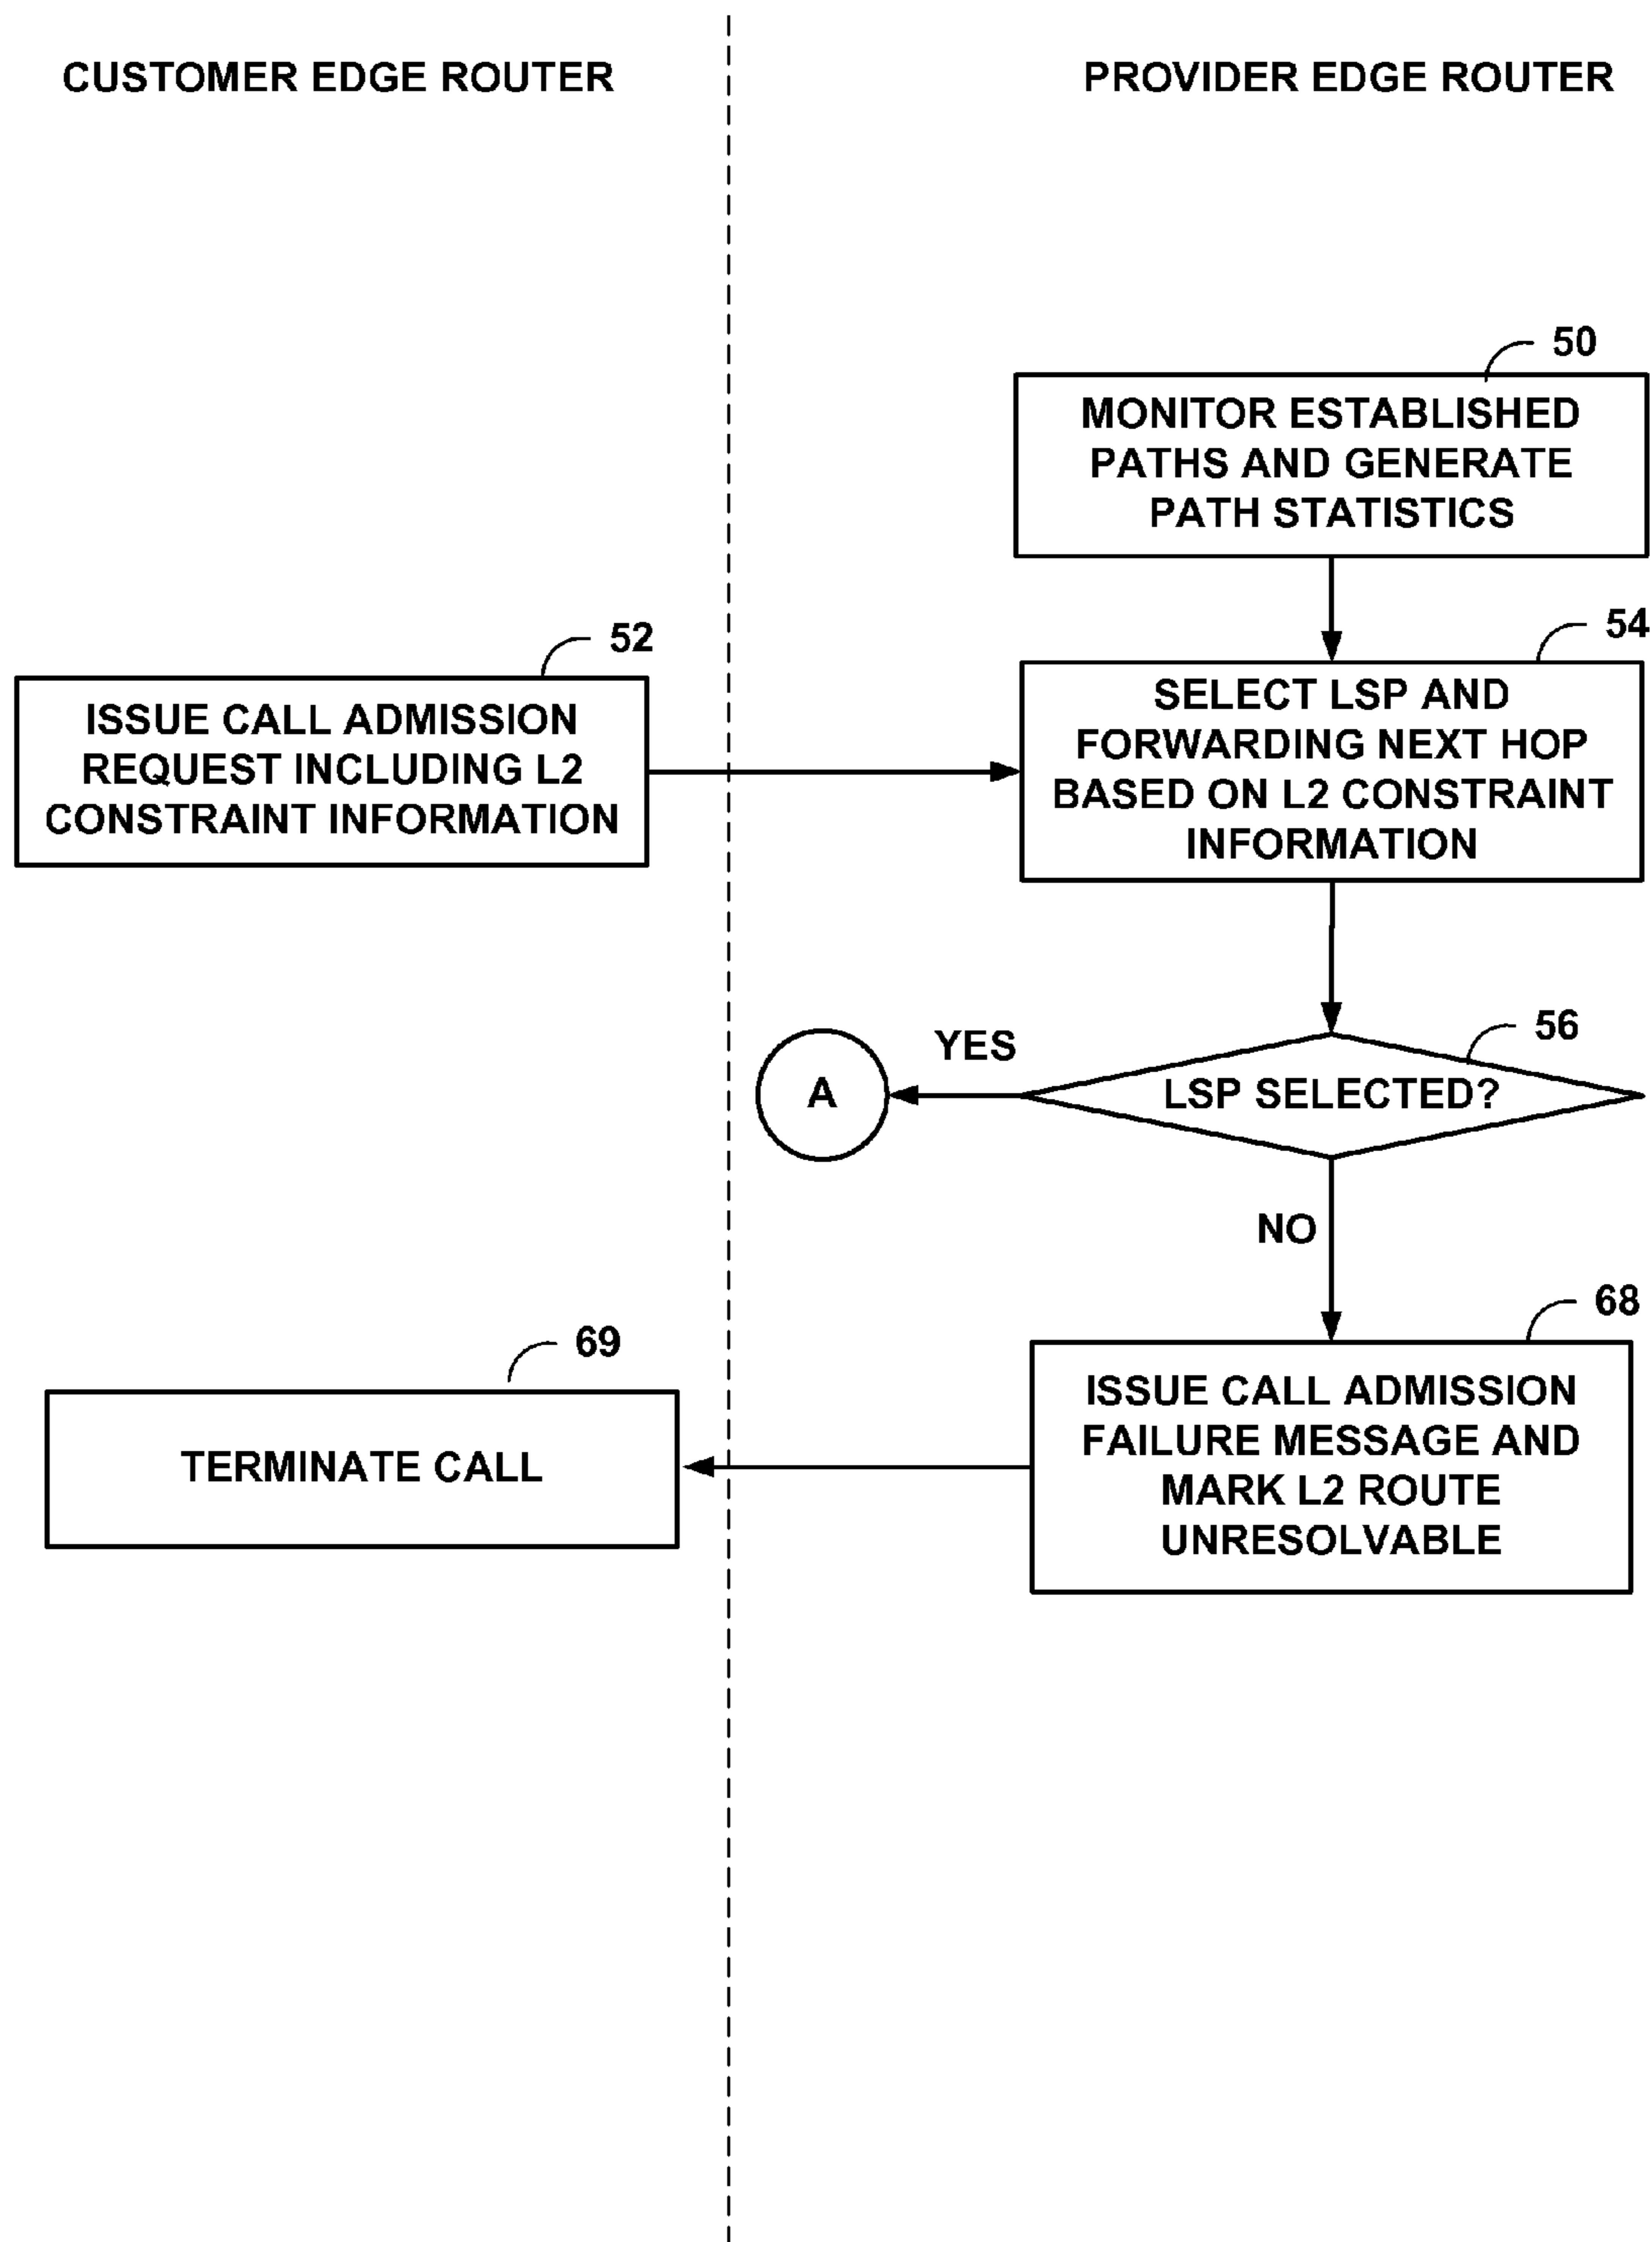 CUSTOMER EDGE ROUTER
PROVIDER EDGE ROUTER
50
MONITOR ESTABLISHED
PATHS AND GENERATE
PATH STATISTICS
52
ISSUE CALL ADMISSION
REQUEST INCLUDING L2
CONSTRAINT INFORMATION
54
SELECT LSP AND
FORWARDING NEXT HOP
BASED ON L2 CONSTRAINT
INFORMATION
56
LSP SELECTED?
YES
A
NO
68
ISSUE CALL ADMISSION
FAILURE MESSAGE AND
MARK L2 ROUTE
UNRESOLVABLE
69
TERMINATE CALL